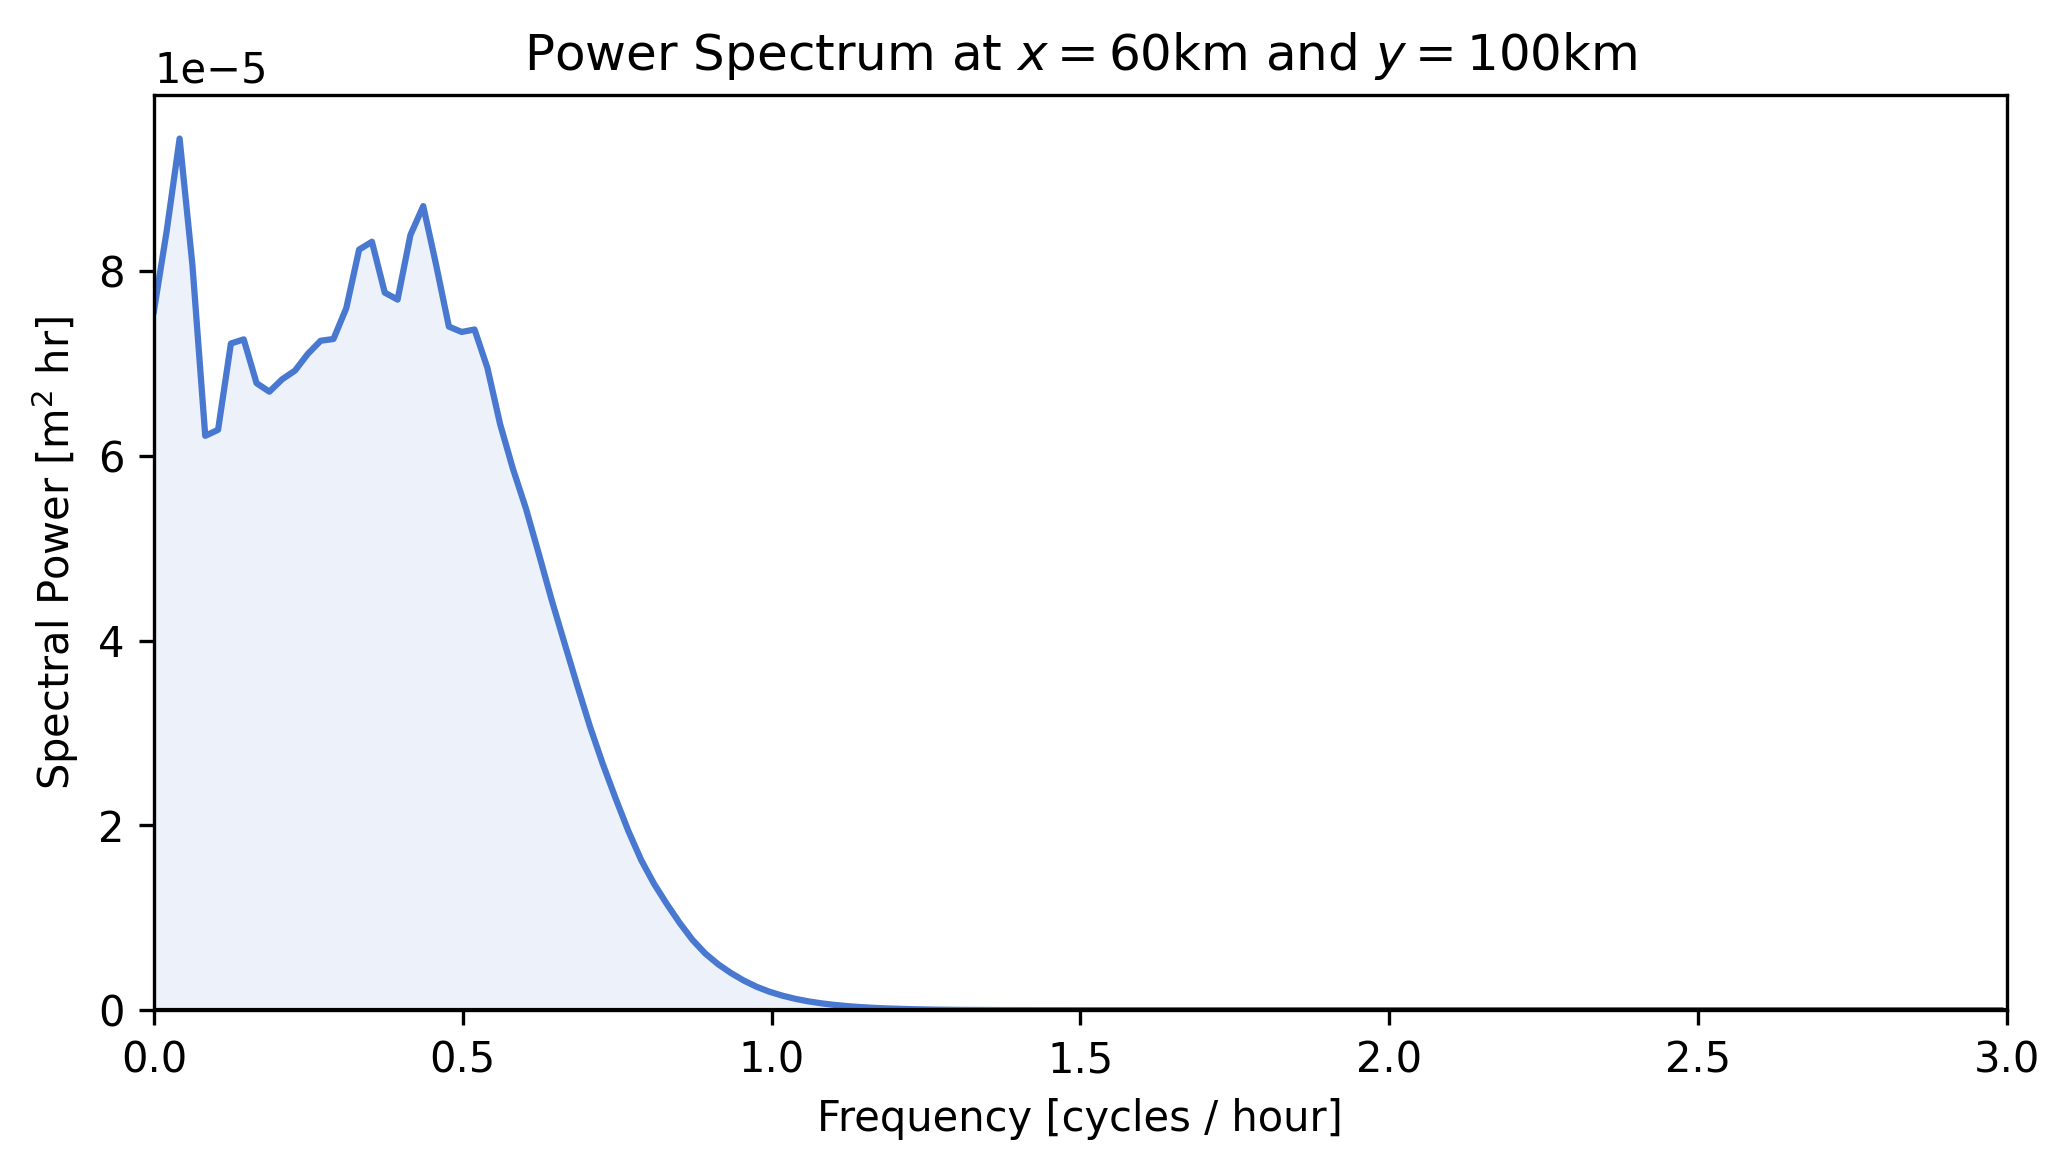 Power Spectrum at x = 60km and y = 100km
1e−5
8
6
4
2
0
Spectral Power [m² hr]
0.0 0.5 1.0 1.5 2.0 2.5 3.0
Frequency [cycles / hour]